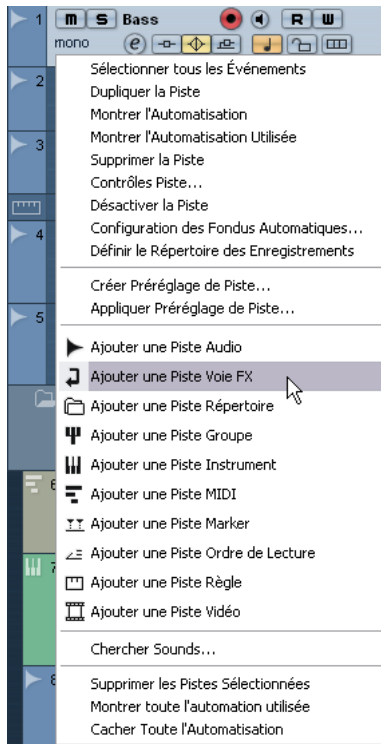 1 M S Bass R W
mono e
Sélectionner tous les Événements
2 Dupliquer la Piste
Montrer l'Automatisation
Montrer l'Automatisation Utilisée
3 Supprimer la Piste
Contrôles Piste...
Désactiver la Piste
4 Configuration des Fondus Automatiques...
Définir le Répertoire des Enregistrements
Créer Préréglage de Piste...
5 Appliquer Préréglage de Piste...
Ajouter une Piste Audio
Ajouter une Piste Voie FX
Ajouter une Piste Répertoire
Ajouter une Piste Groupe
Ajouter une Piste Instrument
6 Ajouter une Piste MIDI
Ajouter une Piste Marker
Ajouter une Piste Ordre de Lecture
7 Ajouter une Piste Règle
Ajouter une Piste Vidéo
Chercher Sounds...
8 Supprimer les Pistes Sélectionnées
Montrer toute l'automation utilisée
Cacher Toute l'Automatisation